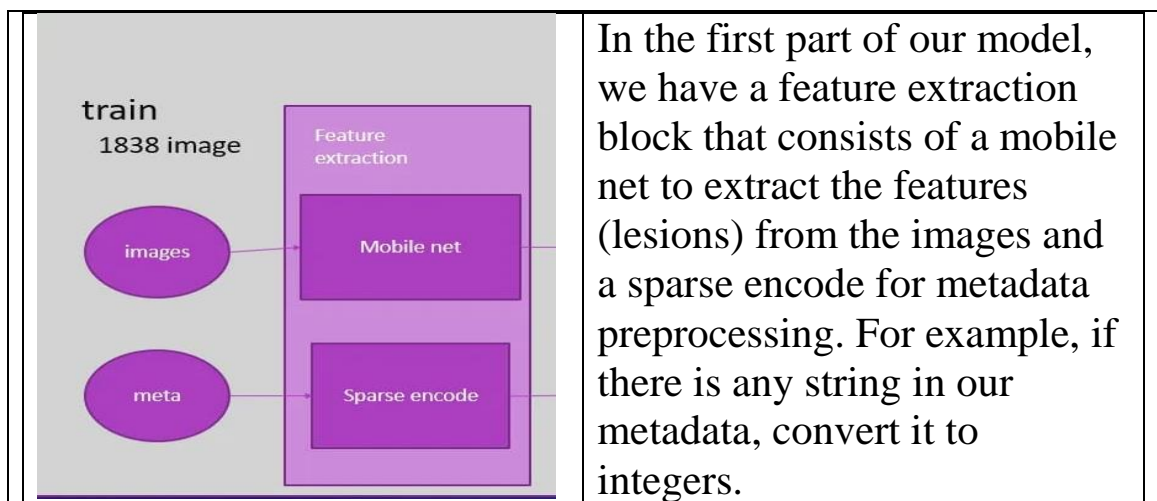 train
1838 image
Feature
extraction
images
Mobile net
meta
Sparse encode
In the first part of our model,
we have a feature extraction
block that consists of a mobile
net to extract the features
(lesions) from the images and
a sparse encode for metadata
preprocessing. For example, if
there is any string in our
metadata, convert it to
integers.